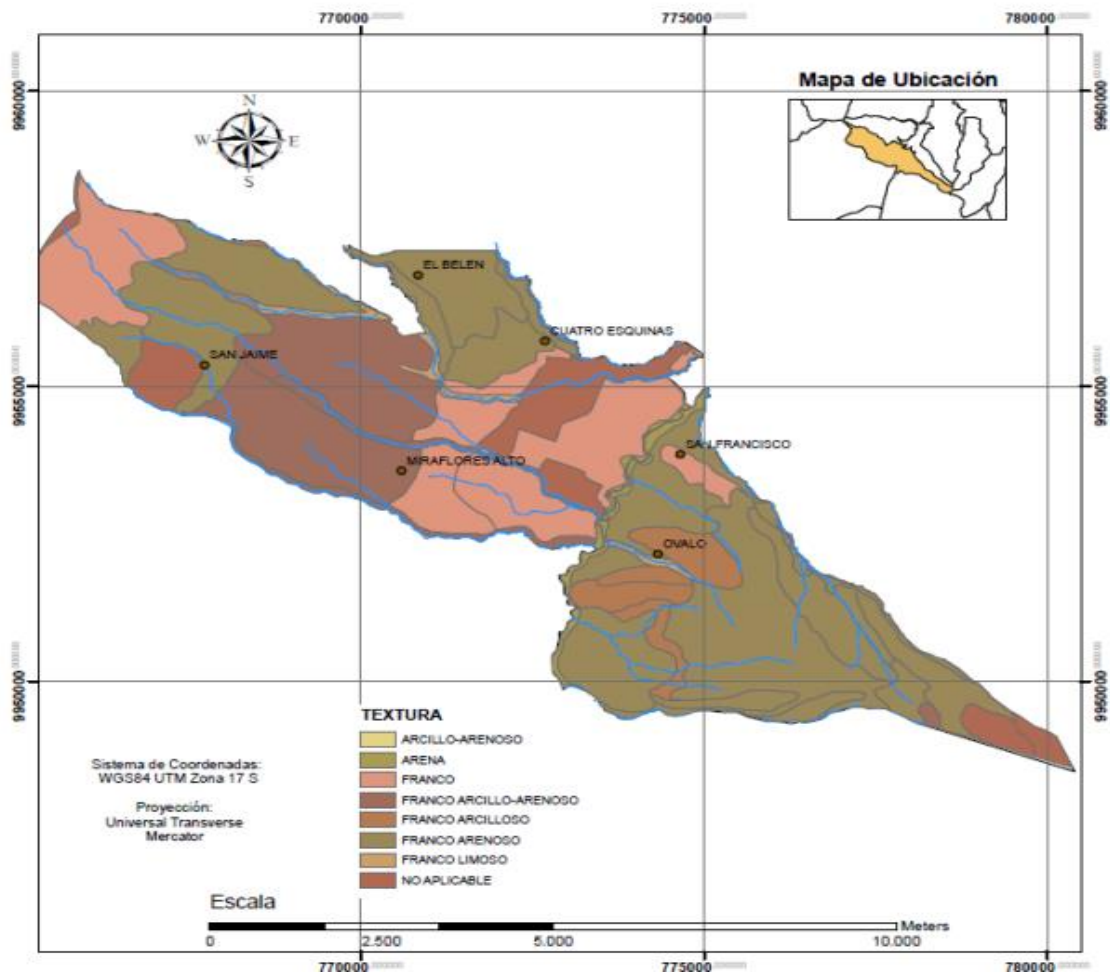 770000 775000 780000
9960000 9960000
Mapa de Ubicación
N
W E
S
EL BELEN
CUATRO ESQUINAS
SAN JAIME
9955000 9955000
SAN FRANCISCO
MIRAFLORES ALTO
OVALO
9950000 9950000
TEXTURA
ARCILLO-ARENOSO
ARENA
FRANCO
FRANCO ARCILLO-ARENOSO
FRANCO ARCILLOSO
FRANCO ARENOSO
FRANCO LIMOSO
NO APLICABLE
Sistema de Coordenadas:
WGS84 UTM Zona 17 S
Proyección:
Universal Transverse
Mercator
Escala
Meters
0 2.500 5.000 10.000
770000 775000 780000